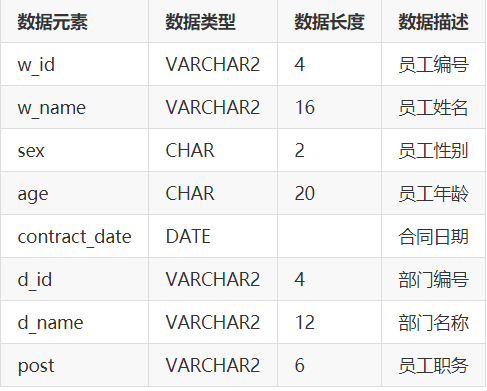 数据元素 数据类型 数据长度 数据描述
w_id VARCHAR2 4 员工编号
w_name VARCHAR2 16 员工姓名
sex CHAR 2 员工性别
age CHAR 20 员工年龄
contract_date DATE 合同日期
d_id VARCHAR2 4 部门编号
d_name VARCHAR2 12 部门名称
post VARCHAR2 6 员工职务